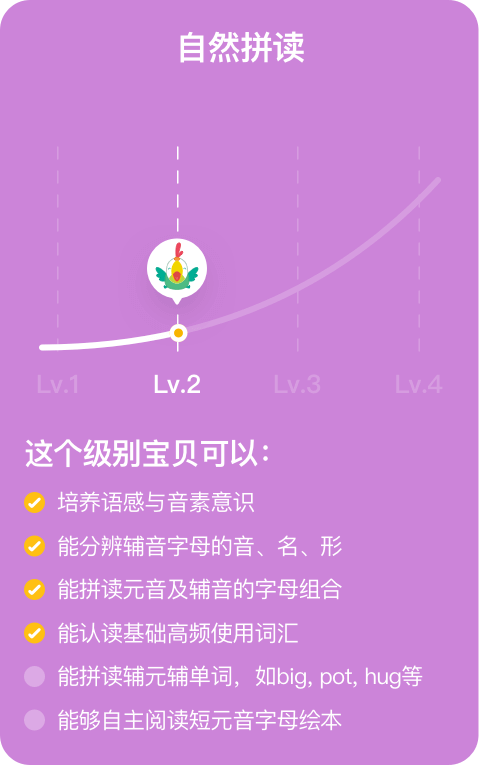 自然拼读
Lv.1 Lv.2 Lv.3 Lv.4
这个级别宝贝可以：
培养语感与音素意识
能分辨辅音字母的音、名、形
能拼读元音及辅音的字母组合
能认读基础高频使用词汇
能拼读辅元辅单词，如big, pot, hug等
能够自主阅读短元音字母绘本